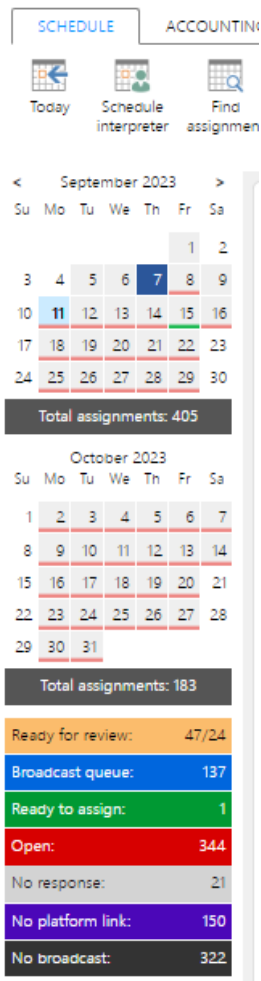 SCHEDULE ACCOUNTING
Today Schedule Find
interpreter assignmen
< September 2023 >
Su Mo Tu We Th Fr Sa
1 2
3 4 5 6 7 8 9
10 11 12 13 14 15 16
17 18 19 20 21 22 23
24 25 26 27 28 29 30
Total assignments: 405
October 2023
Su Mo Tu We Th Fr Sa
1 2 3 4 5 6 7
8 9 10 11 12 13 14
15 16 17 18 19 20 21
22 23 24 25 26 27 28
29 30 31
Total assignments: 183
Ready for review: 47/24
Broadcast queue: 137
Ready to assign: 1
Open: 344
No response: 21
No platform link: 150
No broadcast: 322